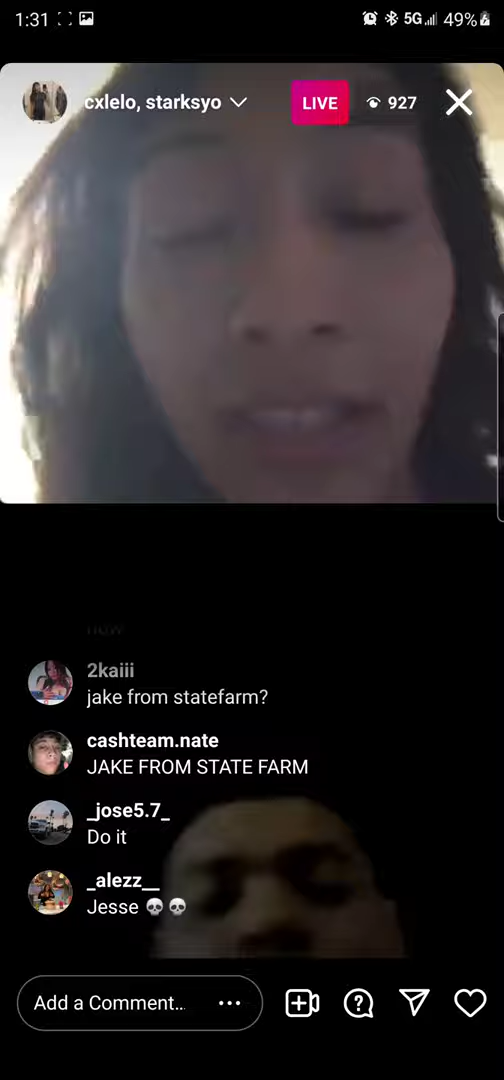 1:31
5G
49%
cxlelo, starksyo
LIVE
927
now
2kaiii
jake from statefarm?
cashteam.nate
JAKE FROM STATE FARM
_jose5.7_
Do it
_alezz__
Jesse 💀💀
Add a Comment...